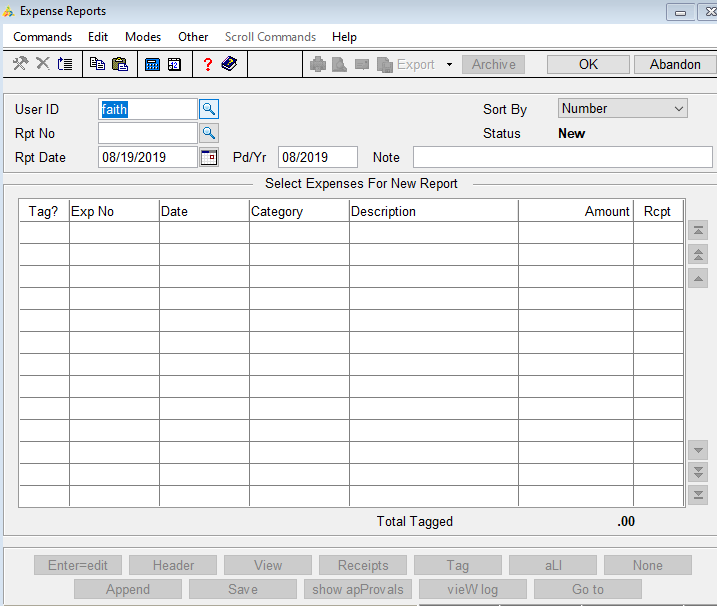 Expense Reports
Commands Edit Modes Other Scroll Commands Help
Export Archive OK Abandon
User ID faith Sort By Number
Rpt No Status New
Rpt Date 08/19/2019 Pd/Yr 08/2019 Note
Select Expenses For New Report
Tag? Exp No Date Category Description Amount Rcpt
Total Tagged .00
Enter=edit Header View Receipts Tag aLl None
Append Save show apProvals vieW log Go to